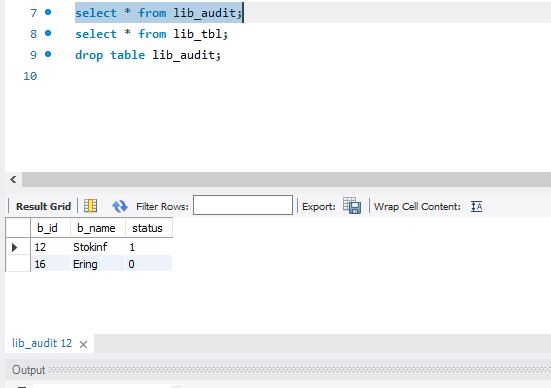 7 select * from lib_audit;
8 select * from lib_tbl;
9 drop table lib_audit;
10
Result Grid Filter Rows: Export: Wrap Cell Content: IA
b_id b_name status
12 Stokinf 1
16 Ering 0
lib_audit 12 ×
Output